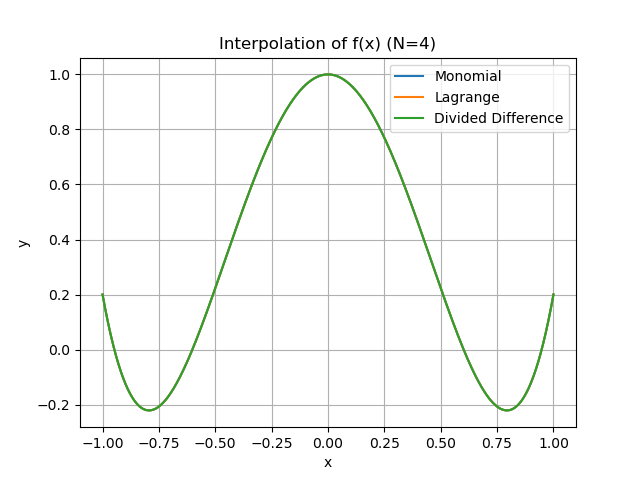 Interpolation of f(x) (N=4)
Monomial
Lagrange
Divided Difference
y
1.0
0.8
0.6
0.4
0.2
0.0
−0.2
−1.00 −0.75 −0.50 −0.25 0.00 0.25 0.50 0.75 1.00
x